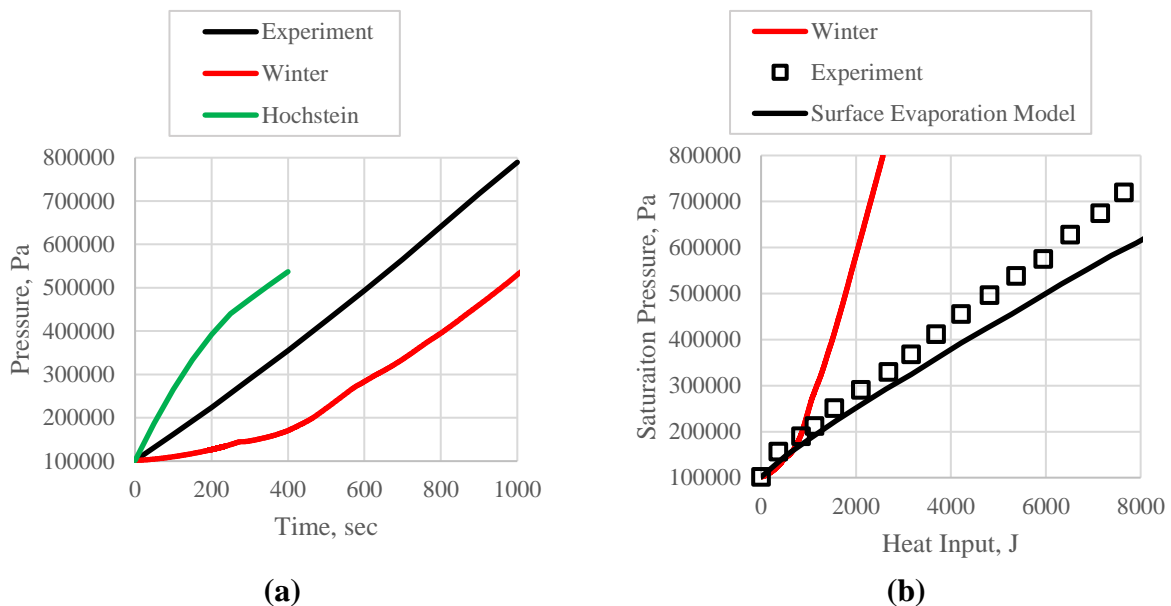 Experiment
Winter
Hochstein
Pressure, Pa
800000
700000
600000
500000
400000
300000
200000
100000
0 200 400 600 800 1000
Time, sec
(a)
Winter
Experiment
Surface Evaporation Model
Saturaiton Pressure, Pa
800000
700000
600000
500000
400000
300000
200000
100000
0 2000 4000 6000 8000
Heat Input, J
(b)